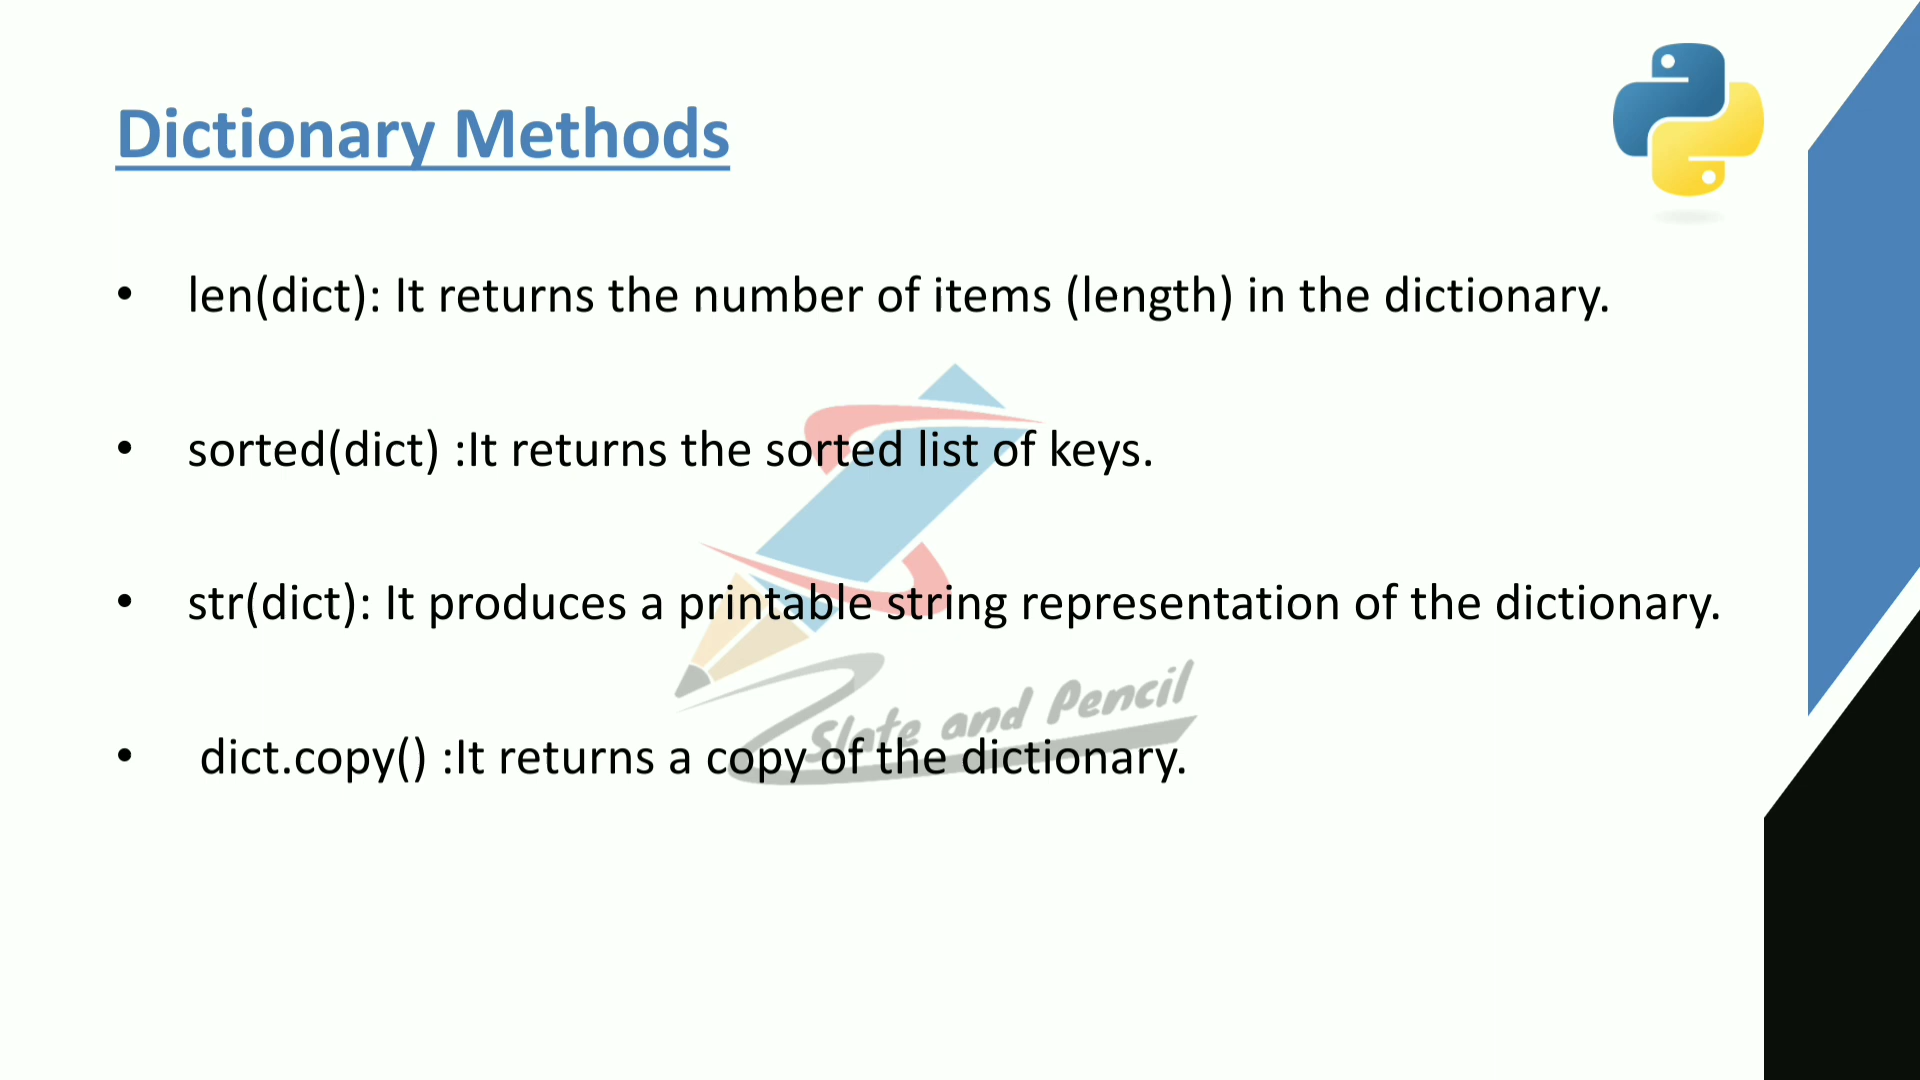 Dictionary Methods
• len(dict): It returns the number of items (length) in the dictionary.
• sorted(dict) :It returns the sorted list of keys.
• str(dict): It produces a printable string representation of the dictionary.
Slate and Pencil
• dict.copy() :It returns a copy of the dictionary.